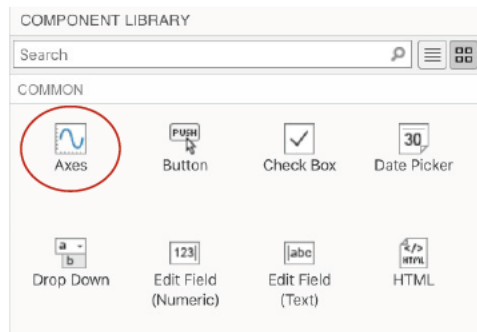 COMPONENT LIBRARY
Search
COMMON
PUSH
30
Axes
Button
Check Box
Date Picker
a
b
123
abc
</>
HTML
Drop Down
Edit Field
(Numeric)
Edit Field
(Text)
HTML